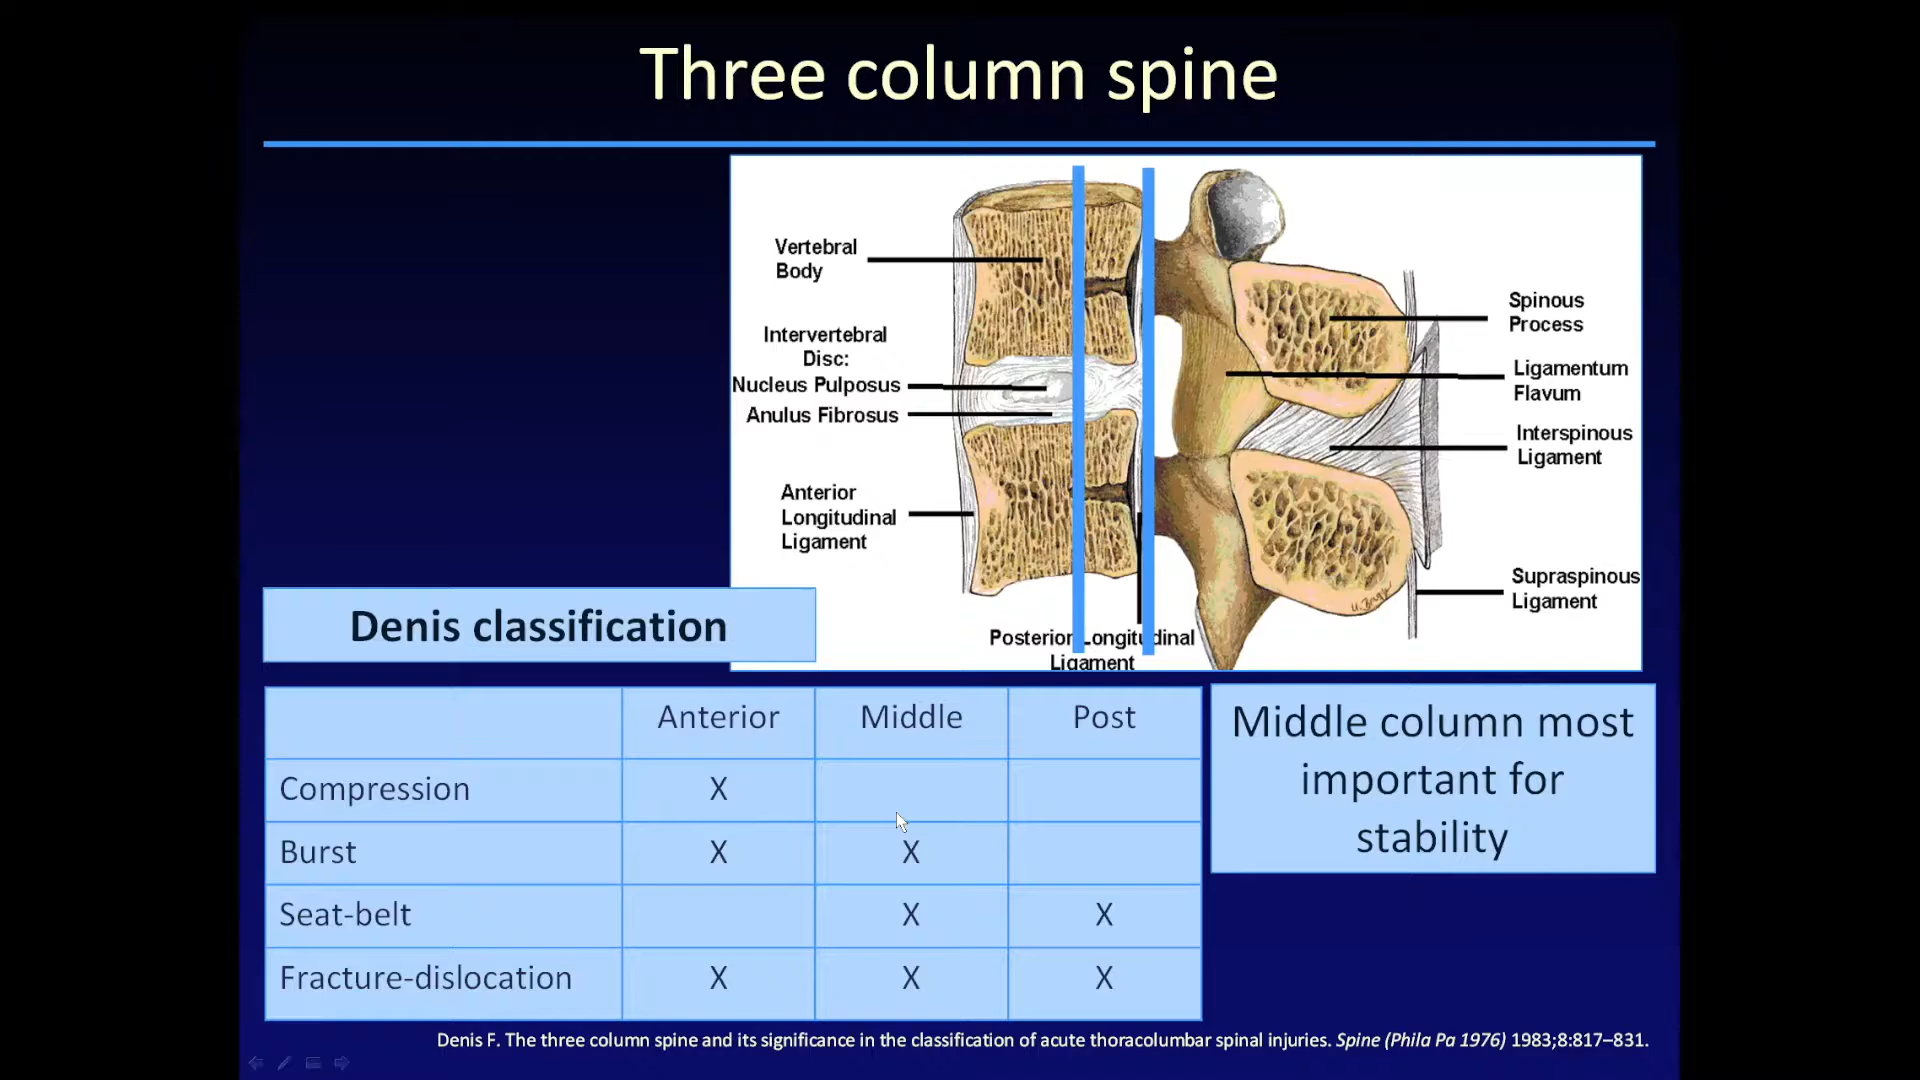 Three column spine
Vertebral
Body
Intervertebral
Disc:
Nucleus Pulposus
Anulus Fibrosus
Anterior
Longitudinal
Ligament
Posterior Longitudinal
Ligament
Spinous
Process
Ligamentum
Flavum
Interspinous
Ligament
Supraspinous
Ligament
Denis classification
Anterior Middle Post
Compression X
Burst X X
Seat-belt X X
Fracture-dislocation X X X
Middle column most
important for
stability
Denis F. The three column spine and its significance in the classification of acute thoracolumbar spinal injuries. Spine (Phila Pa 1976) 1983;8:817–831.